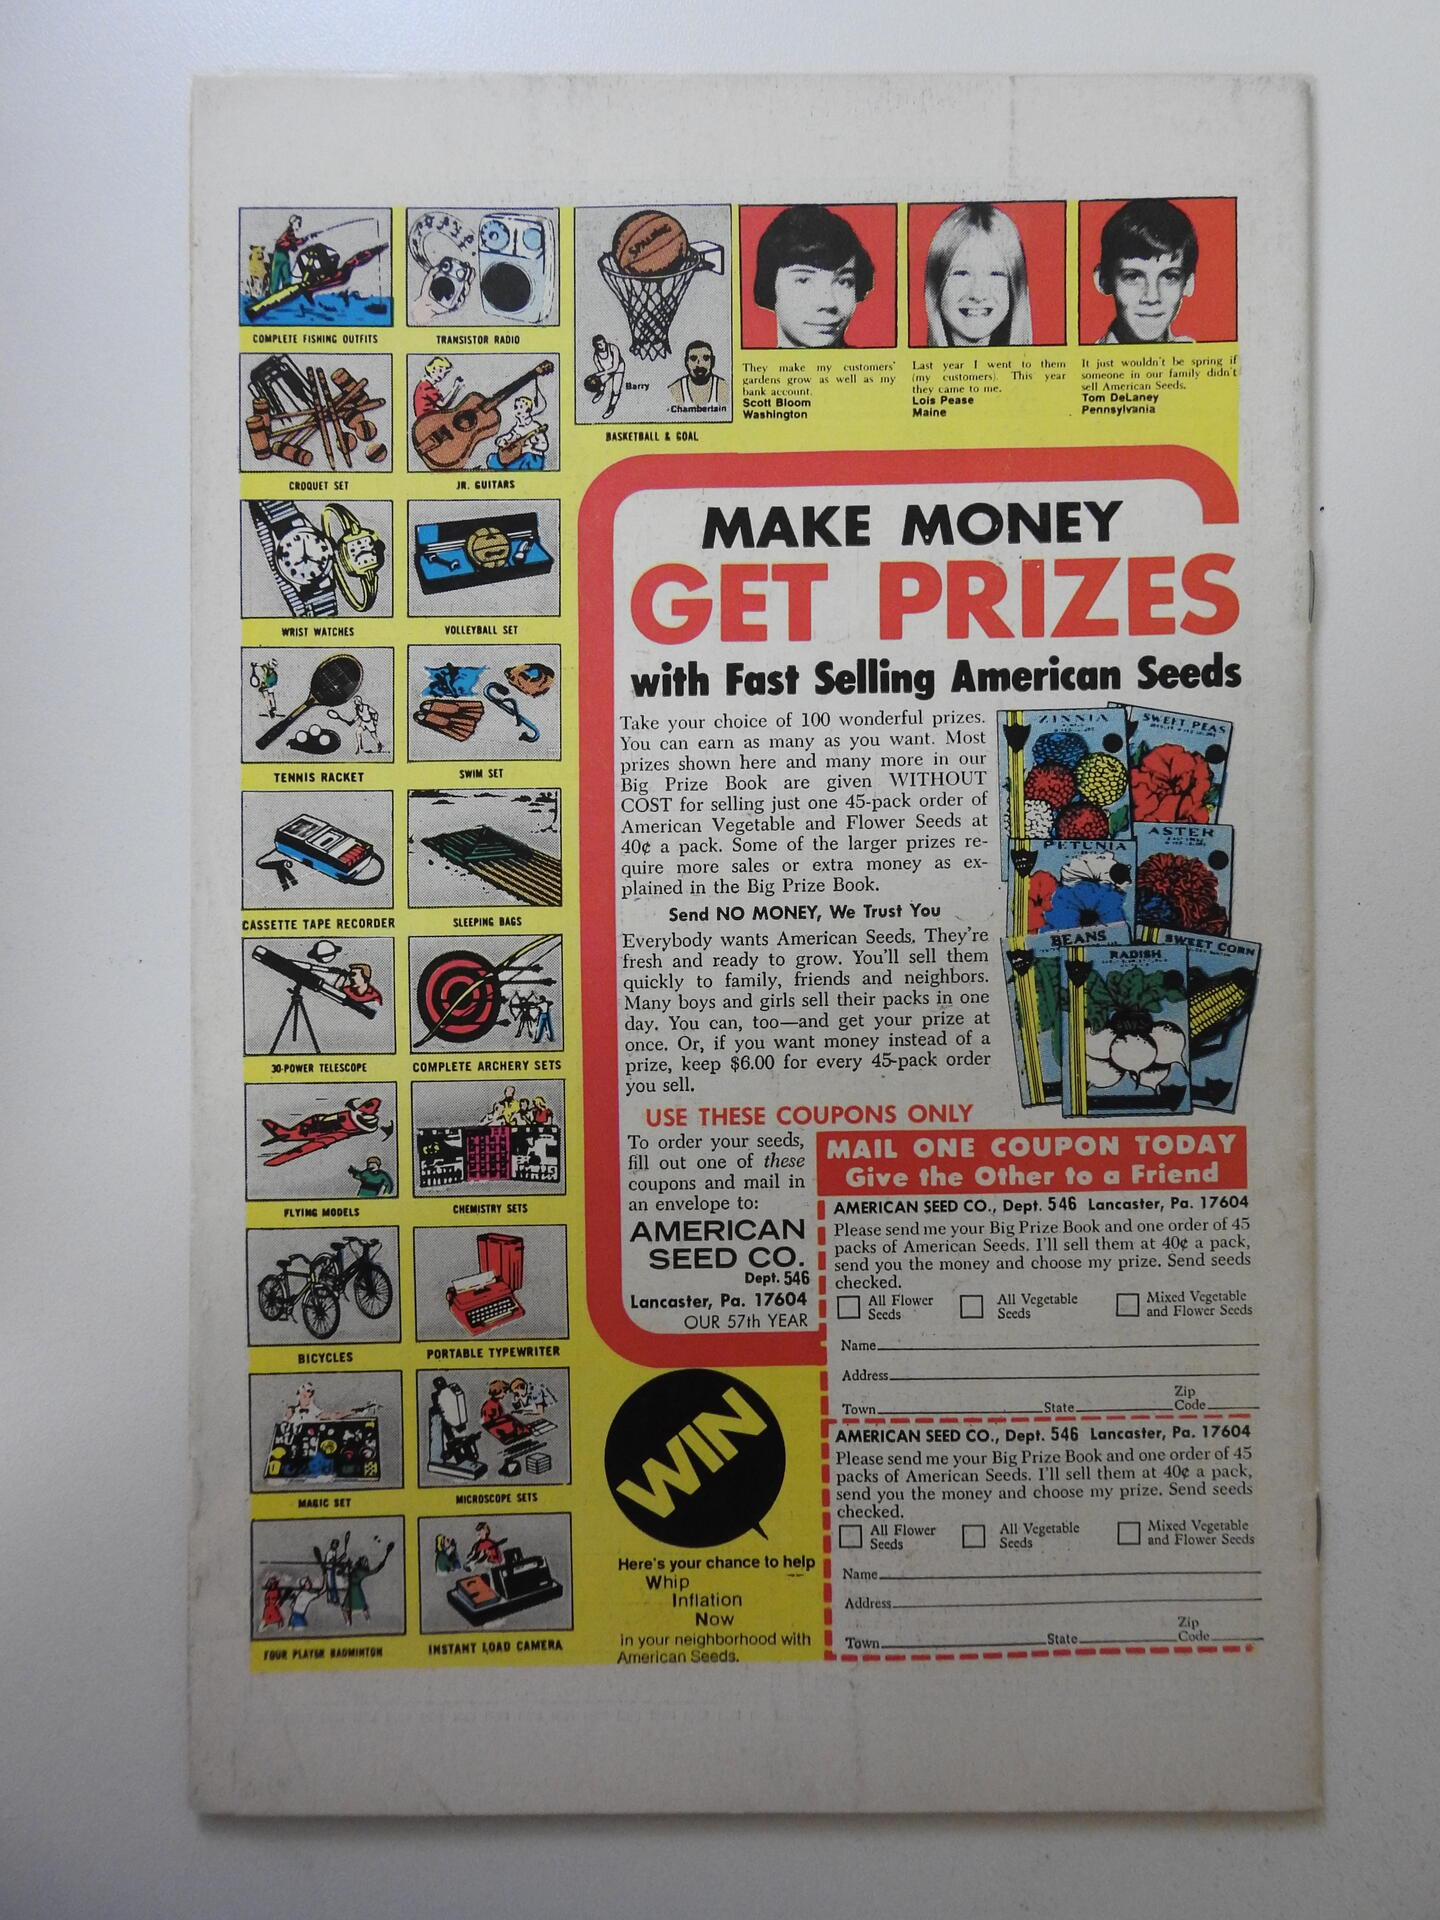 COMPLETE FISHING OUTFITS
TRANSISTOR RADIO
CROQUET SET
JR. GUITARS
WRIST WATCHES
VOLLEYBALL SET
TENNIS RACKET
SWIM SET
CASSETTE TAPE RECORDER
SLEEPING BAGS
30-POWER TELESCOPE
COMPLETE ARCHERY SETS
FLYING MODELS
CHEMISTRY SETS
BICYCLES
PORTABLE TYPEWRITER
MAGIC SET
MICROSCOPE SETS
FOUR PLAYER BADMINTON
INSTANT LOAD CAMERA
SPALDING
Barry
Chamberlain
BASKETBALL & GOAL
They make my customers'
gardens grow as well as my
bank account.
Scott Bloom
Washington
Last year I went to them
(my customers). This year
they came to me.
Lois Pease
Maine
It just wouldn't be spring if
someone in our family didn't
sell American Seeds.
Tom DeLaney
Pennsylvania
MAKE MONEY
GET PRIZES
with Fast Selling American Seeds
Take your choice of 100 wonderful prizes.
You can earn as many as you want. Most
prizes shown here and many more in our
Big Prize Book are given WITHOUT
COST for selling just one 45-pack order of
American Vegetable and Flower Seeds at
40¢ a pack. Some of the larger prizes re-
quire more sales or extra money as ex-
plained in the Big Prize Book.
Send NO MONEY, We Trust You
Everybody wants American Seeds. They're
fresh and ready to grow. You'll sell them
quickly to family, friends and neighbors.
Many boys and girls sell their packs in one
day. You can, too—and get your prize at
once. Or, if you want money instead of a
prize, keep $6.00 for every 45-pack order
you sell.
ZINNIA
SWEET PEAS
PETUNIA
ASTER
BEANS
RADISH
SWEET CORN
USE THESE COUPONS ONLY
To order your seeds,
fill out one of these
coupons and mail in
an envelope to:
AMERICAN
SEED CO.
Dept. 546
Lancaster, Pa. 17604
OUR 57th YEAR
MAIL ONE COUPON TODAY
Give the Other to a Friend
AMERICAN SEED CO., Dept. 546 Lancaster, Pa. 17604
Please send me your Big Prize Book and one order of 45
packs of American Seeds. I'll sell them at 40¢ a pack,
send you the money and choose my prize. Send seeds
checked.
All Flower Seeds
All Vegetable Seeds
Mixed Vegetable and Flower Seeds
Name
Address
Town State Zip Code
AMERICAN SEED CO., Dept. 546 Lancaster, Pa. 17604
Please send me your Big Prize Book and one order of 45
packs of American Seeds. I'll sell them at 40¢ a pack,
send you the money and choose my prize. Send seeds
checked.
All Flower Seeds
All Vegetable Seeds
Mixed Vegetable and Flower Seeds
Name
Address
Town State Zip Code
WIN
Here's your chance to help
Whip
Inflation
Now
in your neighborhood with
American Seeds.